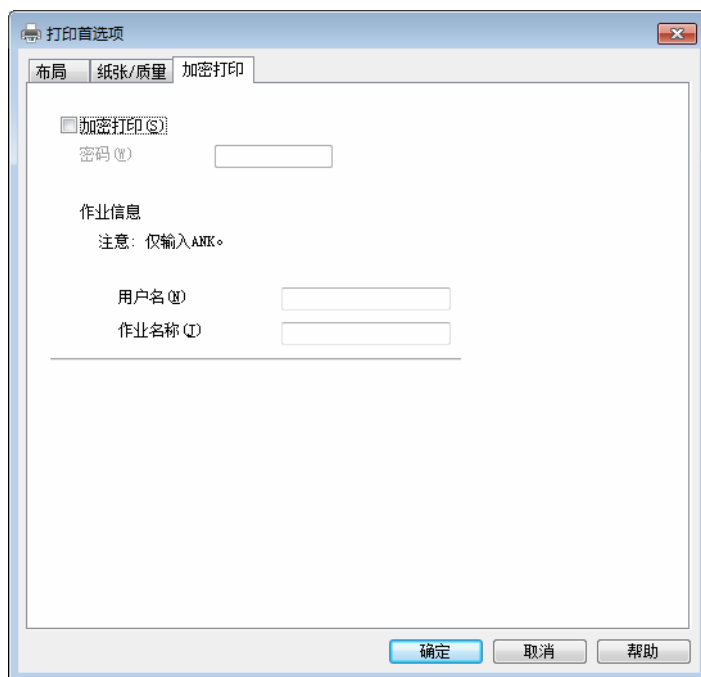 打印首选项
布局 纸张/质量 加密打印
加密打印(S)
密码(W)
作业信息
注意: 仅输入ANK。
用户名(N)
作业名称(J)
确定 取消 帮助